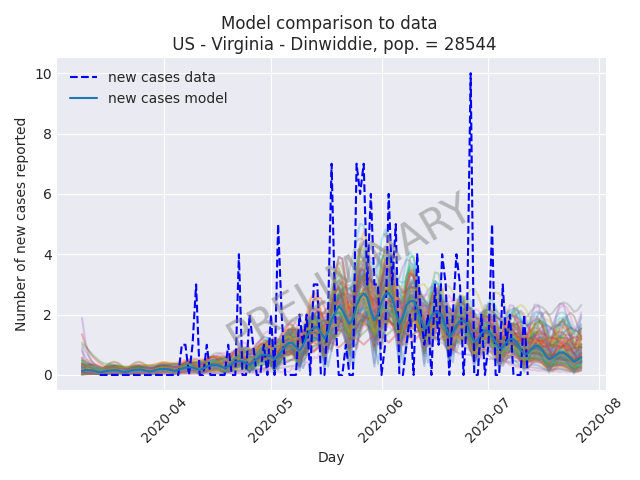 Model comparison to data
US - Virginia - Dinwiddie, pop. = 28544
new cases data
new cases model
PRELIMINARY
Number of new cases reported
10
8
6
4
2
0
2020-04
2020-05
2020-06
2020-07
2020-08
Day